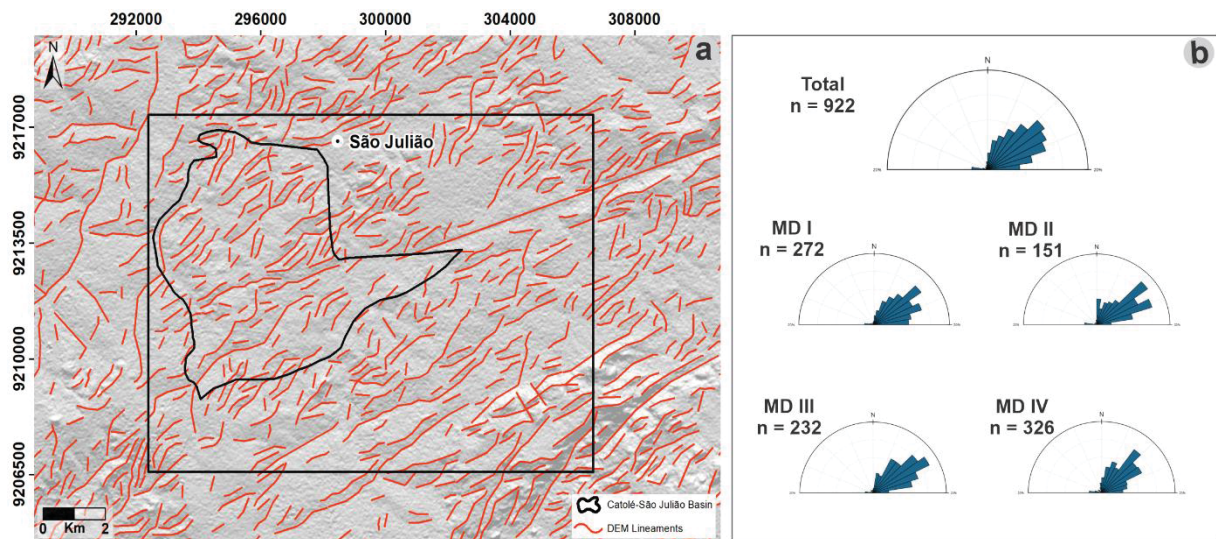 292000 296000 300000 304000 308000
N
a
9217000
São Julião
9213500
9210000
9206500
0 Km 2
Catolé-São Julião Basin
DEM Lineaments
b
Total
n = 922
N
MD I
n = 272
N
MD II
n = 151
N
MD III
n = 232
N
MD IV
n = 326
N